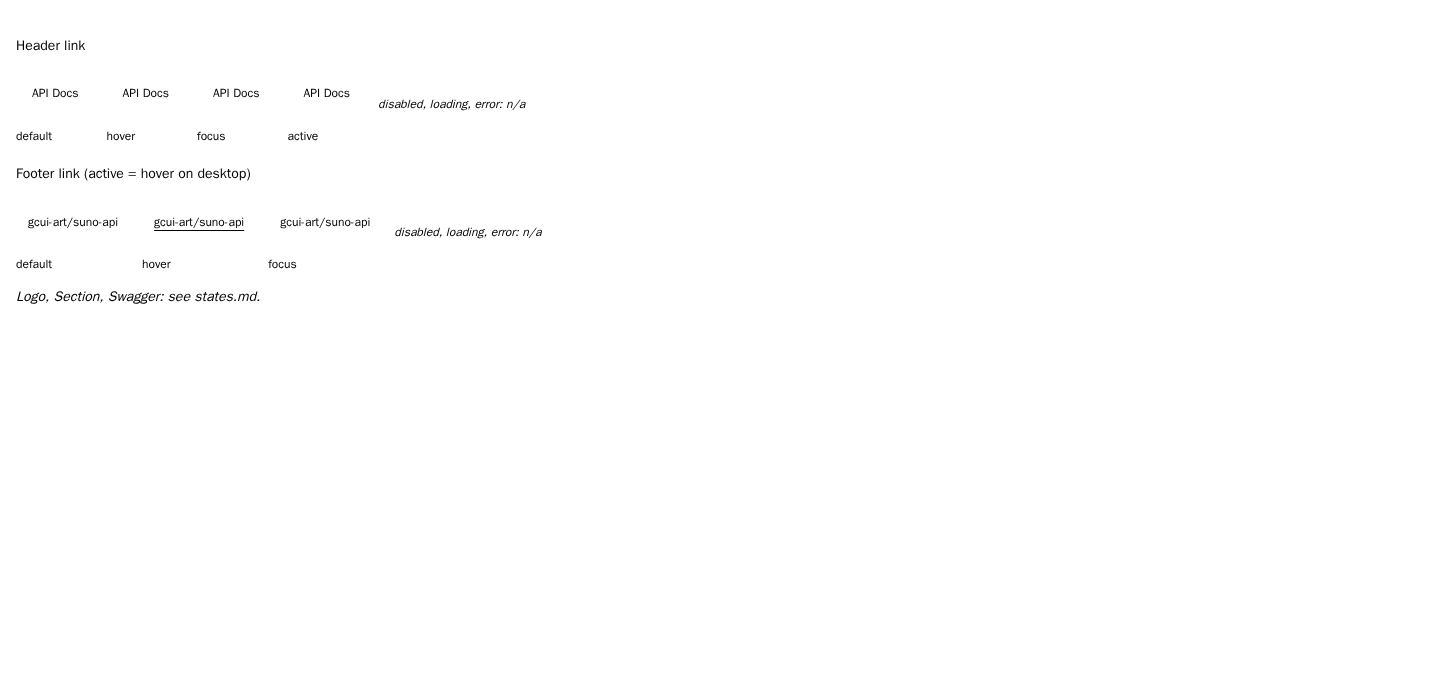 Header link
API Docs API Docs API Docs API Docs disabled, loading, error: n/a
default hover focus active
Footer link (active = hover on desktop)
gcui-art/suno-api gcui-art/suno-api gcui-art/suno-api disabled, loading, error: n/a
default hover focus
Logo, Section, Swagger: see states.md.